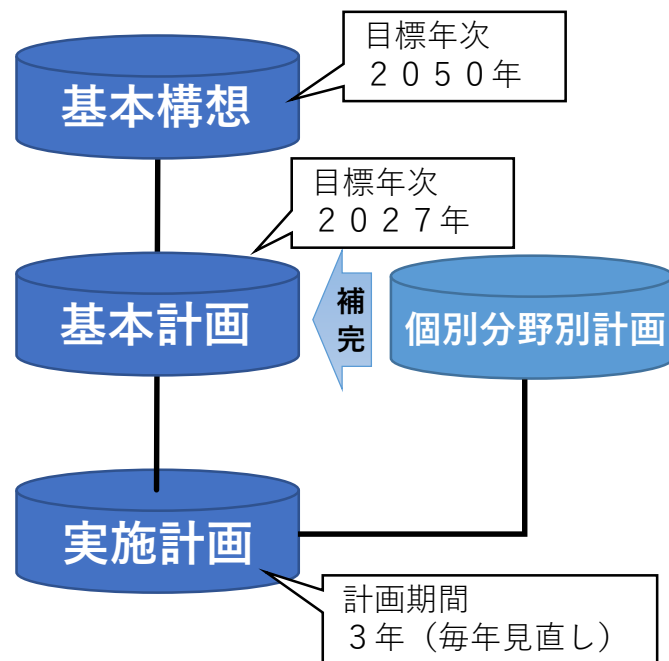 目標年次
２０５０年
基本構想
目標年次
２０２７年
基本計画
補
完
個別分野別計画
実施計画
計画期間
３年（毎年見直し）